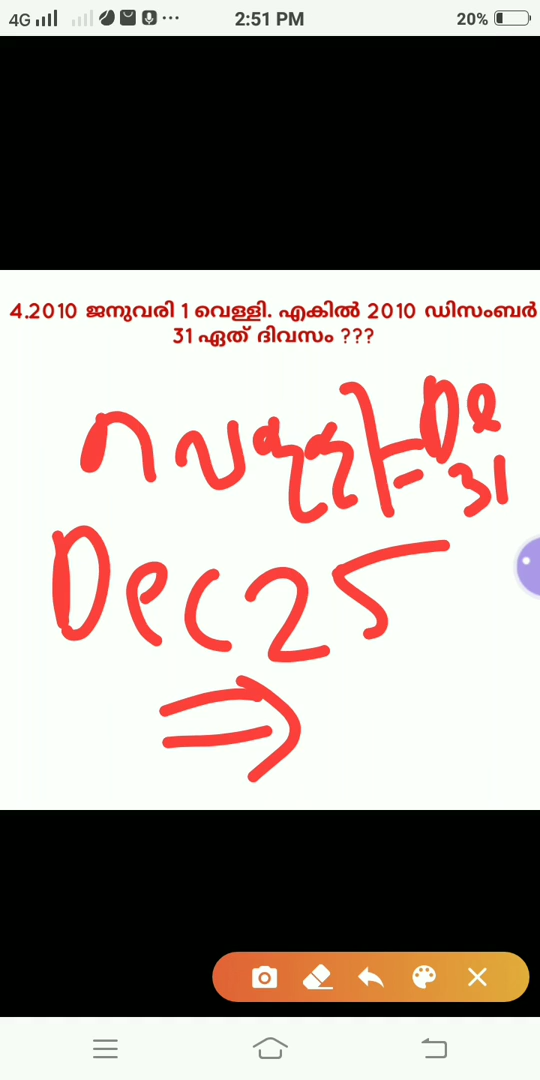 4G 2:51 PM 20%
4.2010 ജനുവരി 1 വെള്ളി. എകിൽ 2010 ഡിസംബർ
31 ഏത് ദിവസം ???
De
31
Dec 25
⇒